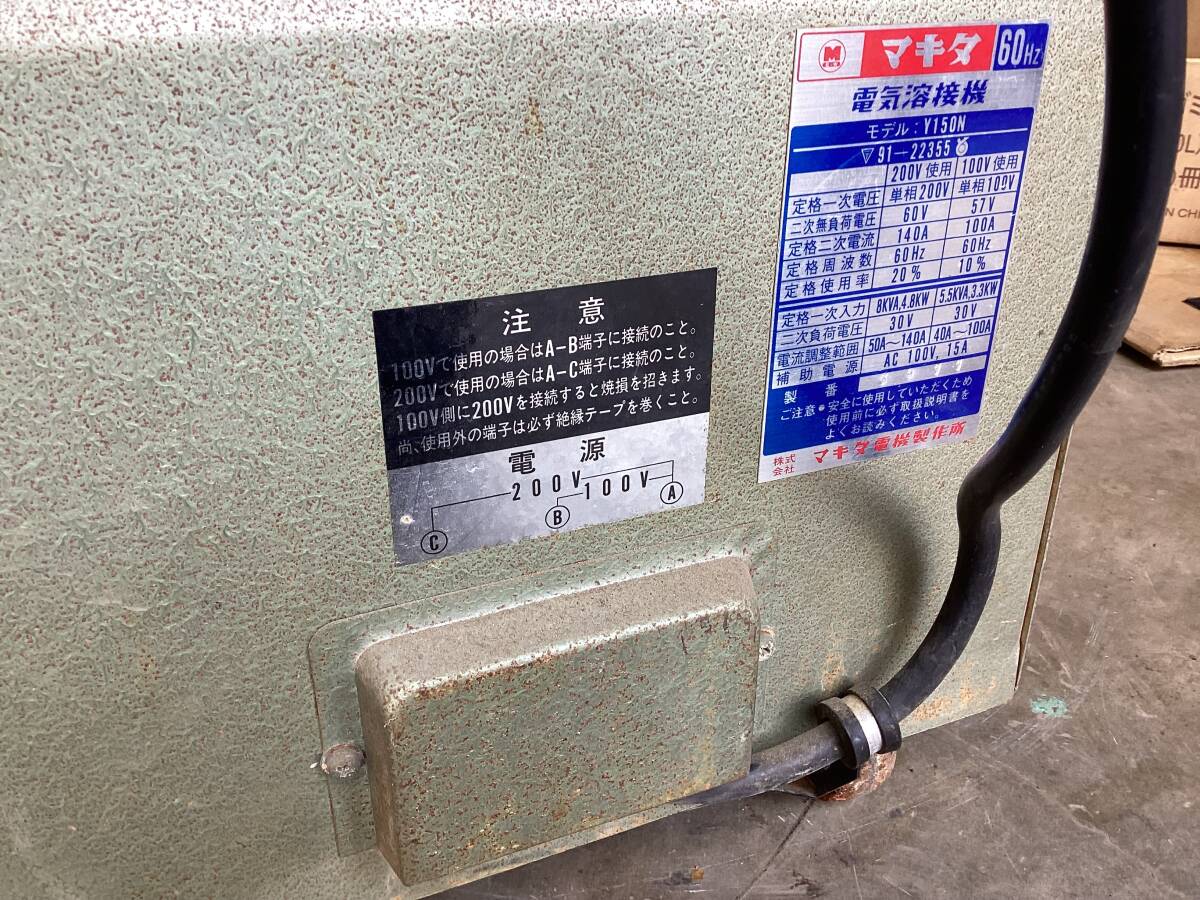 マキタ 60Hz
電気溶接機
モデル:Y150N
▽91-22355
200V使用 100V使用
定格一次電圧 単相200V 単相100V
二次無負荷電圧 60V 57V
定格二次電流 140A 100A
定格周波数 60Hz 60Hz
定格使用率 20% 10%
定格一次入力 8KVA,4.8KW 5.5KVA,3.3KW
二次負荷電圧 30V 30V
電流調整範囲 50A～140A 40A～100A
補助電源 AC 100V, 15A
製番
ご注意●安全に使用していただくため
使用前に必ず取扱説明書を
よくお読みください。
株式会社 マキタ電機製作所
注意
100Vで使用の場合はA-B端子に接続のこと。
200Vで使用の場合はA-C端子に接続のこと。
100V側に200Vを接続すると焼損を招きます。
尚、使用外の端子は必ず絶縁テープを巻くこと。
電源
200V
100V
A
B
C